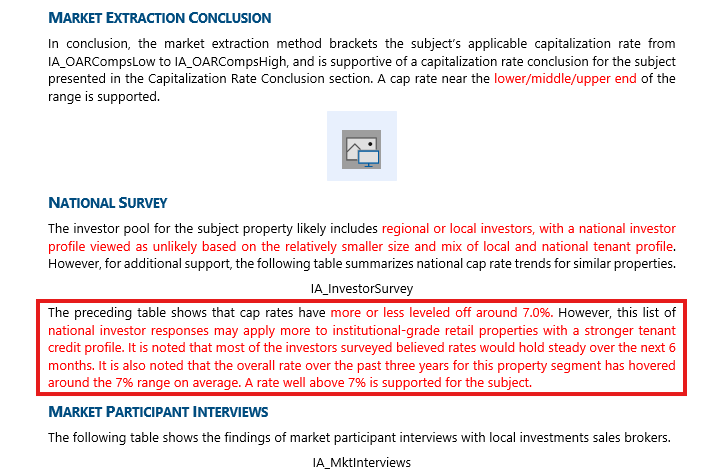 MARKET EXTRACTION CONCLUSION
In conclusion, the market extraction method brackets the subject's applicable capitalization rate from
IA_OARCompsLow to IA_OARCompsHigh, and is supportive of a capitalization rate conclusion for the subject
presented in the Capitalization Rate Conclusion section. A cap rate near the lower/middle/upper end of the
range is supported.
NATIONAL SURVEY
The investor pool for the subject property likely includes regional or local investors, with a national investor
profile viewed as unlikely based on the relatively smaller size and mix of local and national tenant profile.
However, for additional support, the following table summarizes national cap rate trends for similar properties.
IA_InvestorSurvey
The preceding table shows that cap rates have more or less leveled off around 7.0%. However, this list of
national investor responses may apply more to institutional-grade retail properties with a stronger tenant
credit profile. It is noted that most of the investors surveyed believed rates would hold steady over the next 6
months. It is also noted that the overall rate over the past three years for this property segment has hovered
around the 7% range on average. A rate well above 7% is supported for the subject.
MARKET PARTICIPANT INTERVIEWS
The following table shows the findings of market participant interviews with local investments sales brokers.
IA_MktInterviews